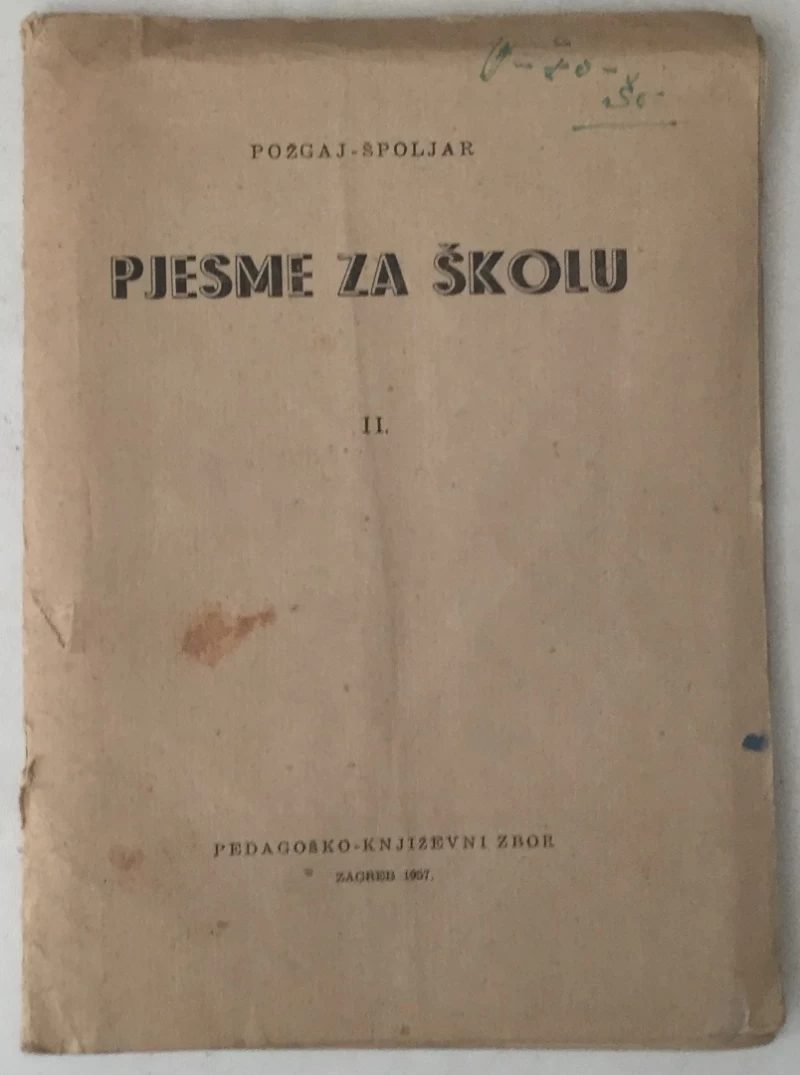 POŽGAJ-ŠPOLJAR
PJESME ZA ŠKOLU
II.
PEDAGOŠKO-KNJIŽEVNI ZBOR
ZAGREB 1957.